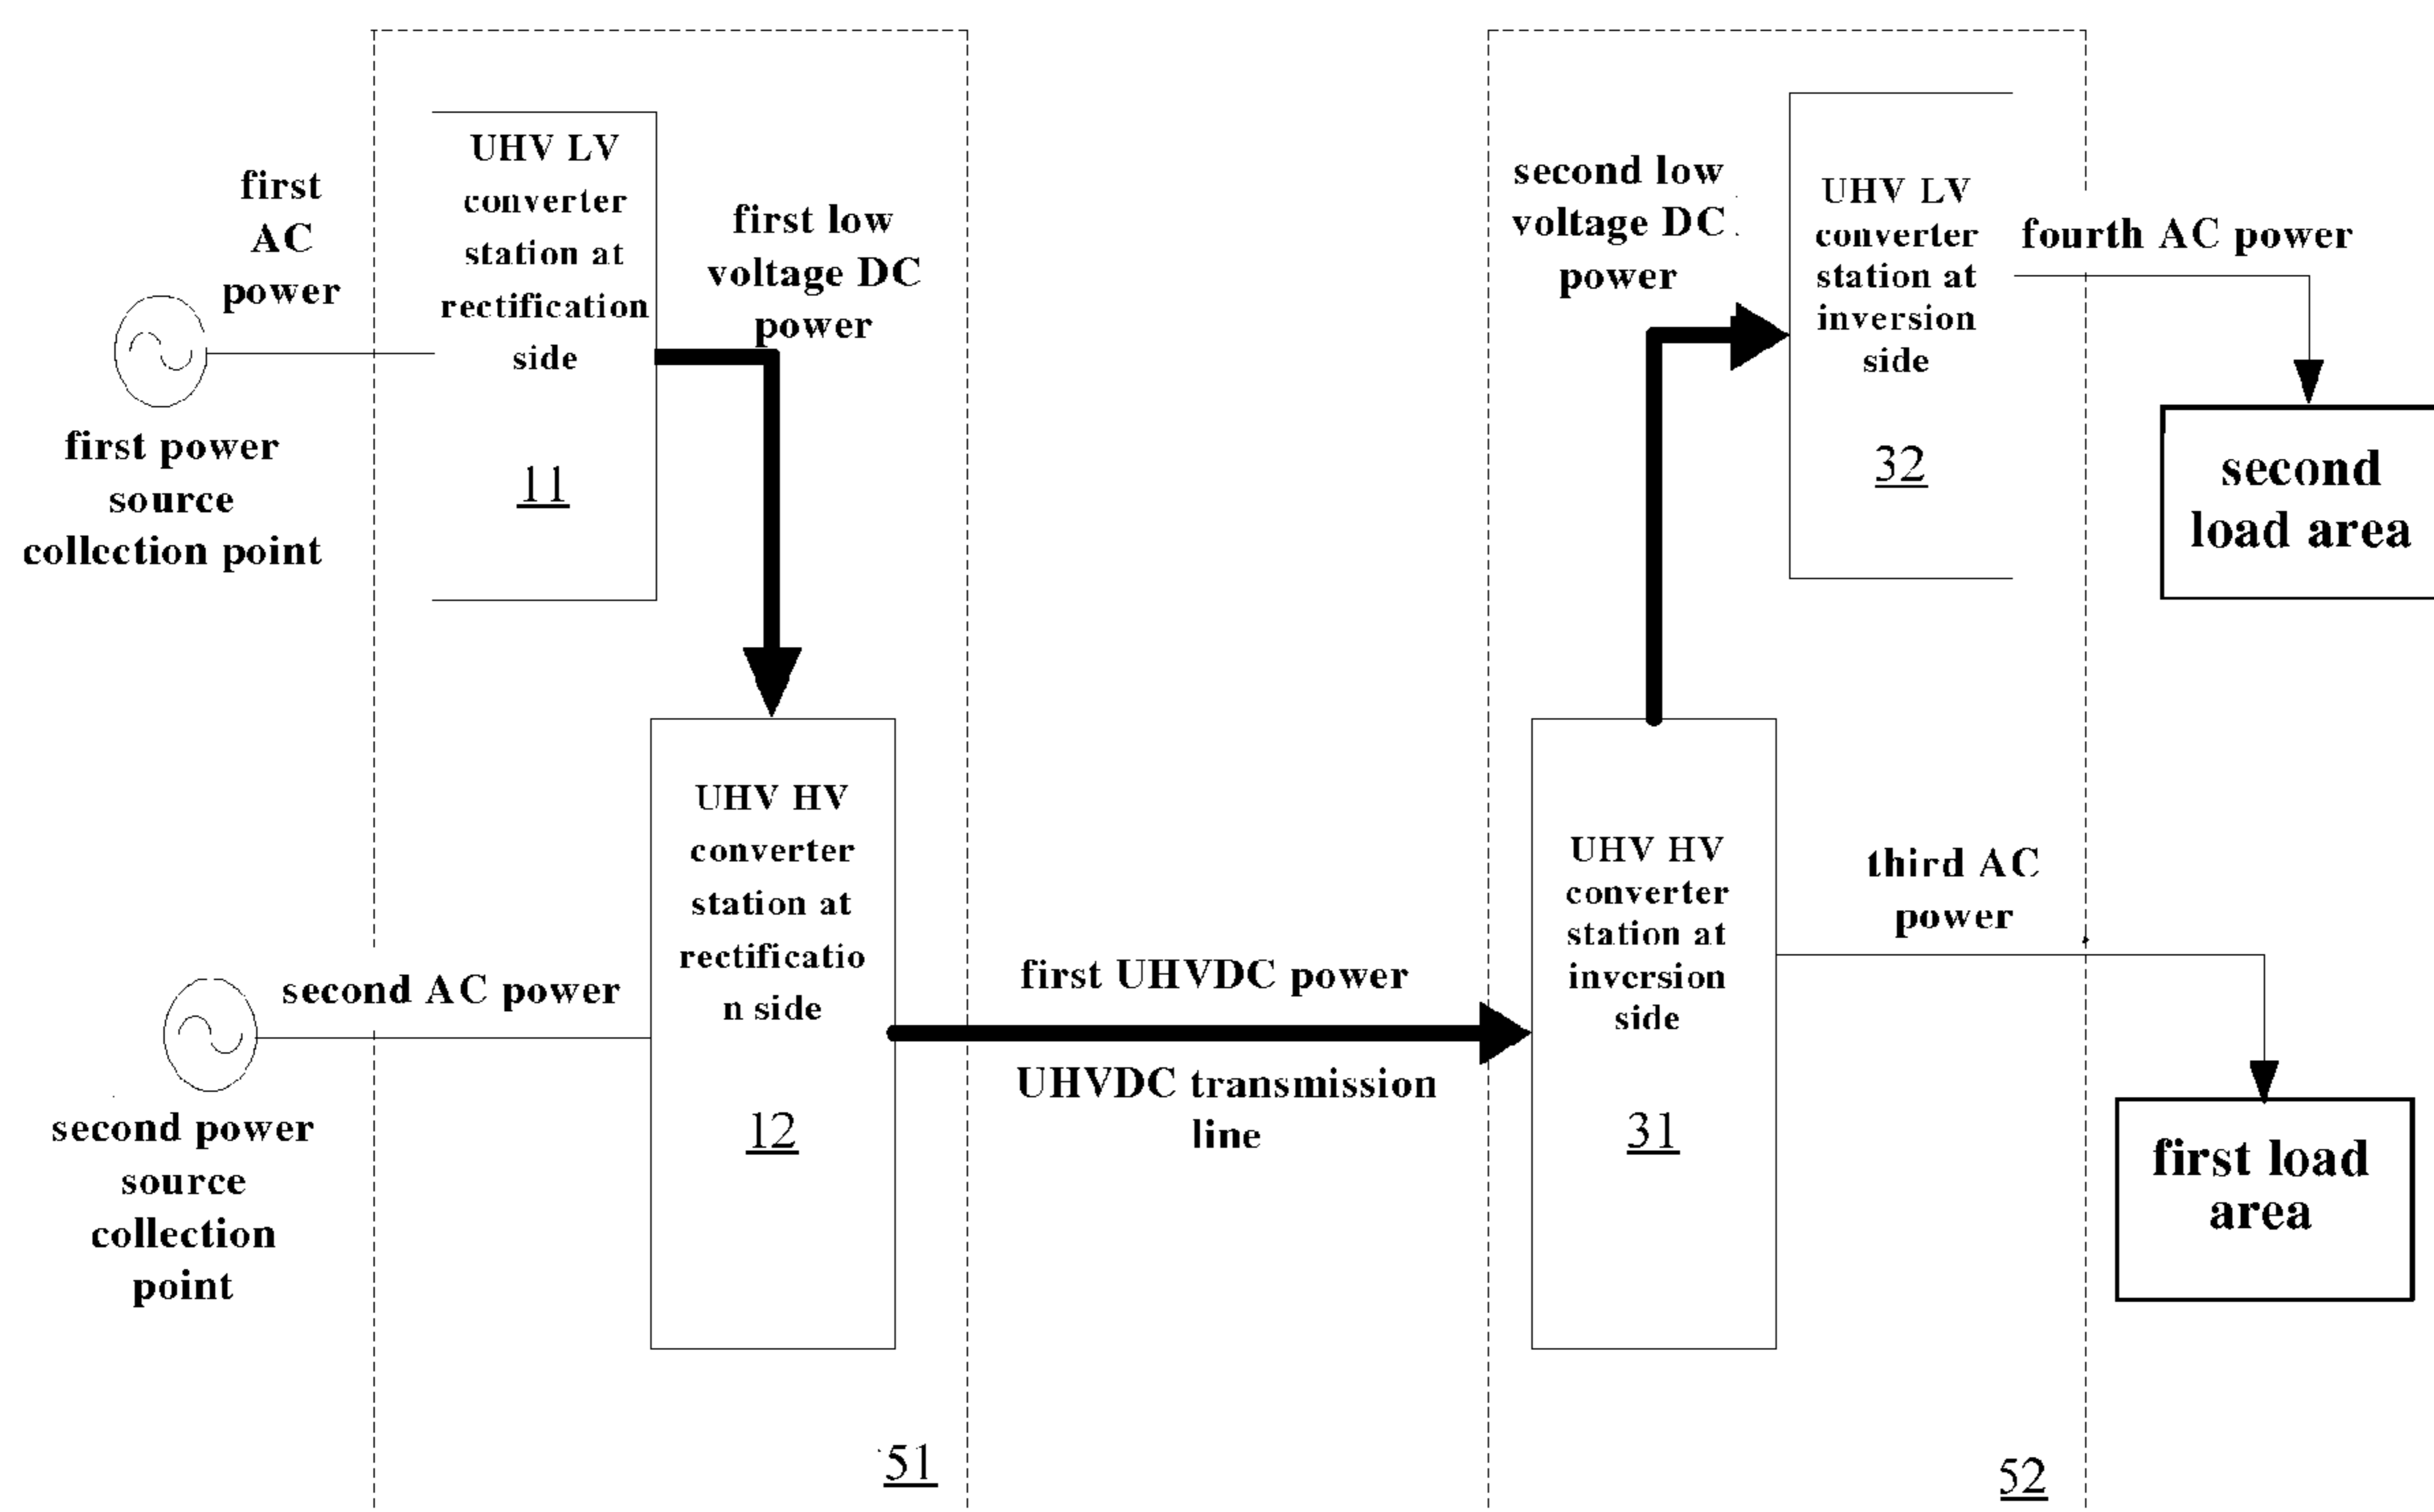 first
AC
power
first power
source
collection point
UHV LV
converter
station at
rectification
side
11
first low
voltage DC
power
second low
voltage DC
power
UHV LV
converter
station at
inversion
side
32
fourth AC power
second
load area
second AC power
second power
source
collection
point
UHV HV
converter
station at
rectificatio
n side
12
first UHVDC power
UHVDC transmission
line
UHV HV
converter
station at
inversion
side
31
third AC
power
first load
area
51
52